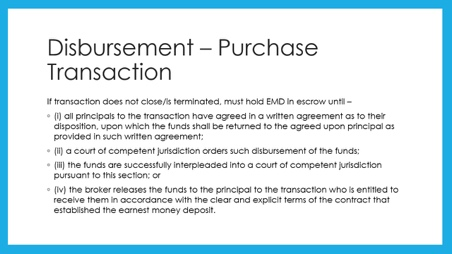 Disbursement – Purchase
Transaction
If transaction does not close/is terminated, must hold EMD in escrow until –
◦ (i) all principals to the transaction have agreed in a written agreement as to their
disposition, upon which the funds shall be returned to the agreed upon principal as
provided in such written agreement;
◦ (ii) a court of competent jurisdiction orders such disbursement of the funds;
◦ (iii) the funds are successfully interpleaded into a court of competent jurisdiction
pursuant to this section; or
◦ (iv) the broker releases the funds to the principal to the transaction who is entitled to
receive them in accordance with the clear and explicit terms of the contract that
established the earnest money deposit.